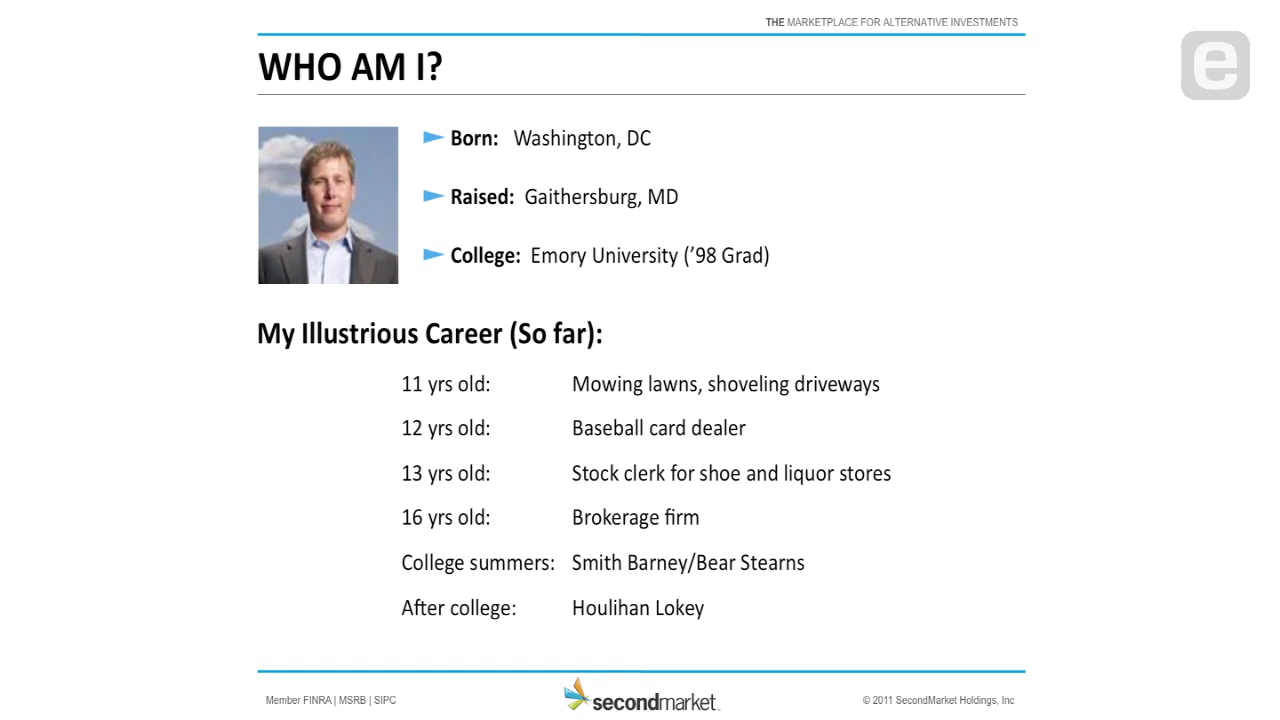 THE MARKETPLACE FOR ALTERNATIVE INVESTMENTS
e
WHO AM I?
Born: Washington, DC
Raised: Gaithersburg, MD
College: Emory University (’98 Grad)
My Illustrious Career (So far):
11 yrs old: Mowing lawns, shoveling driveways
12 yrs old: Baseball card dealer
13 yrs old: Stock clerk for shoe and liquor stores
16 yrs old: Brokerage firm
College summers: Smith Barney/Bear Stearns
After college: Houlihan Lokey
Member FINRA | MSRB | SIPC
secondmarket
© 2011 SecondMarket Holdings, Inc